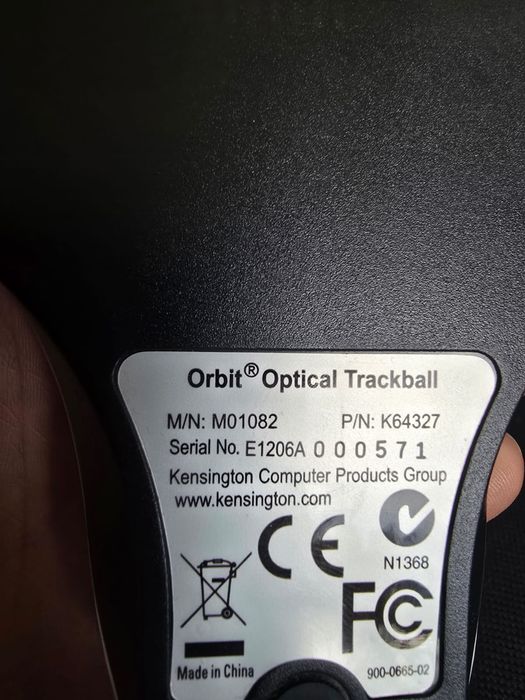 Orbit® Optical Trackball
M/N: M01082 P/N: K64327
Serial No. E1206A 000571
Kensington Computer Products Group
www.kensington.com
CE
N1368
FC
Made in China
900-0665-02